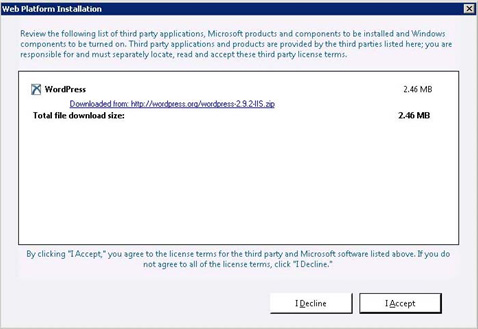 Web Platform Installation
Review the following list of third party applications, Microsoft products and components to be installed and Windows
components to be turned on. Third party applications and products are provided by the third parties listed here; you are
responsible for and must separately locate, read and accept these third party license terms.
WordPress 2.46 MB
Downloaded from: http://wordpress.org/wordpress-2.9.2-IIS.zip
Total file download size: 2.46 MB
By clicking "I Accept," you agree to the license terms for the third party and Microsoft software listed above. If you do
not agree to all of the license terms, click "I Decline."
I Decline I Accept